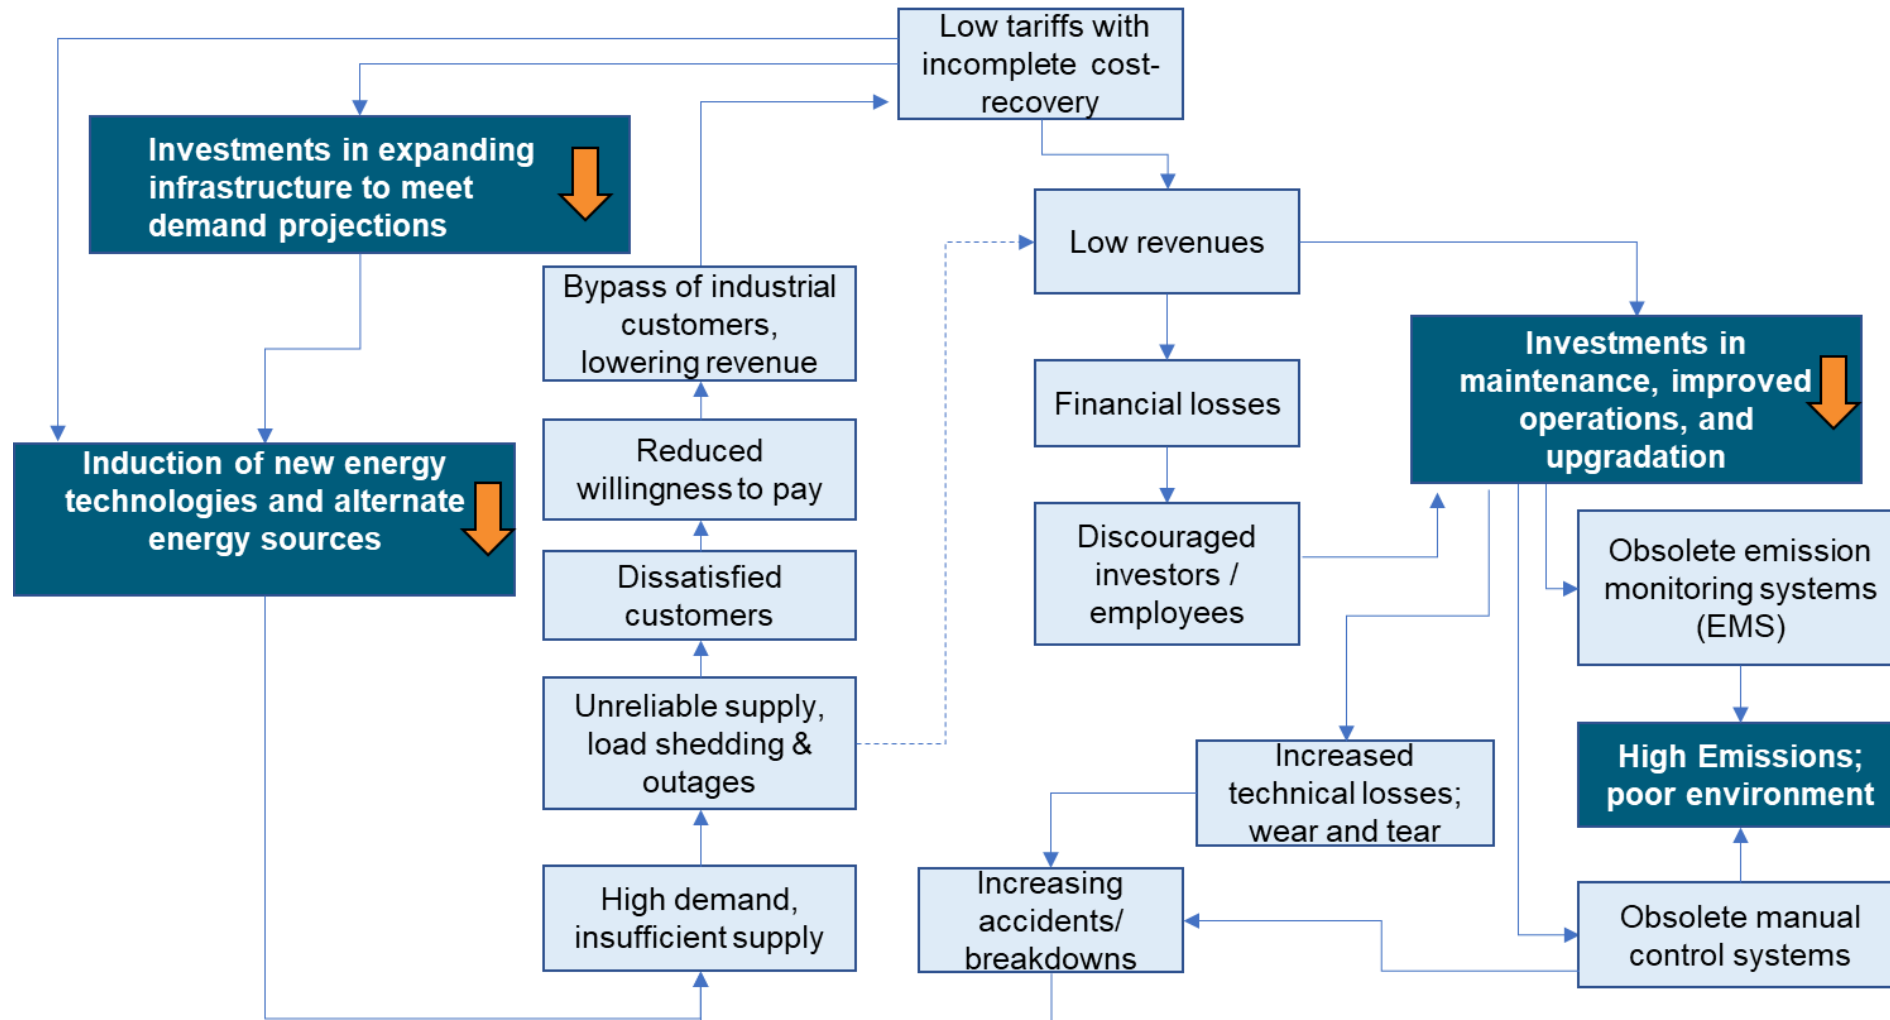 Low tariffs with
incomplete cost-
recovery
Investments in expanding
infrastructure to meet
demand projections
Low revenues
Bypass of industrial
customers,
lowering revenue
Investments in
maintenance, improved
operations, and
upgradation
Financial losses
Reduced
willingness to pay
Induction of new energy
technologies and alternate
energy sources
Discouraged
investors /
employees
Obsolete emission
monitoring systems
(EMS)
Dissatisfied
customers
Unreliable supply,
load shedding &
outages
Increased
technical losses;
wear and tear
High Emissions;
poor environment
High demand,
insufficient supply
Increasing
accidents/
breakdowns
Obsolete manual
control systems